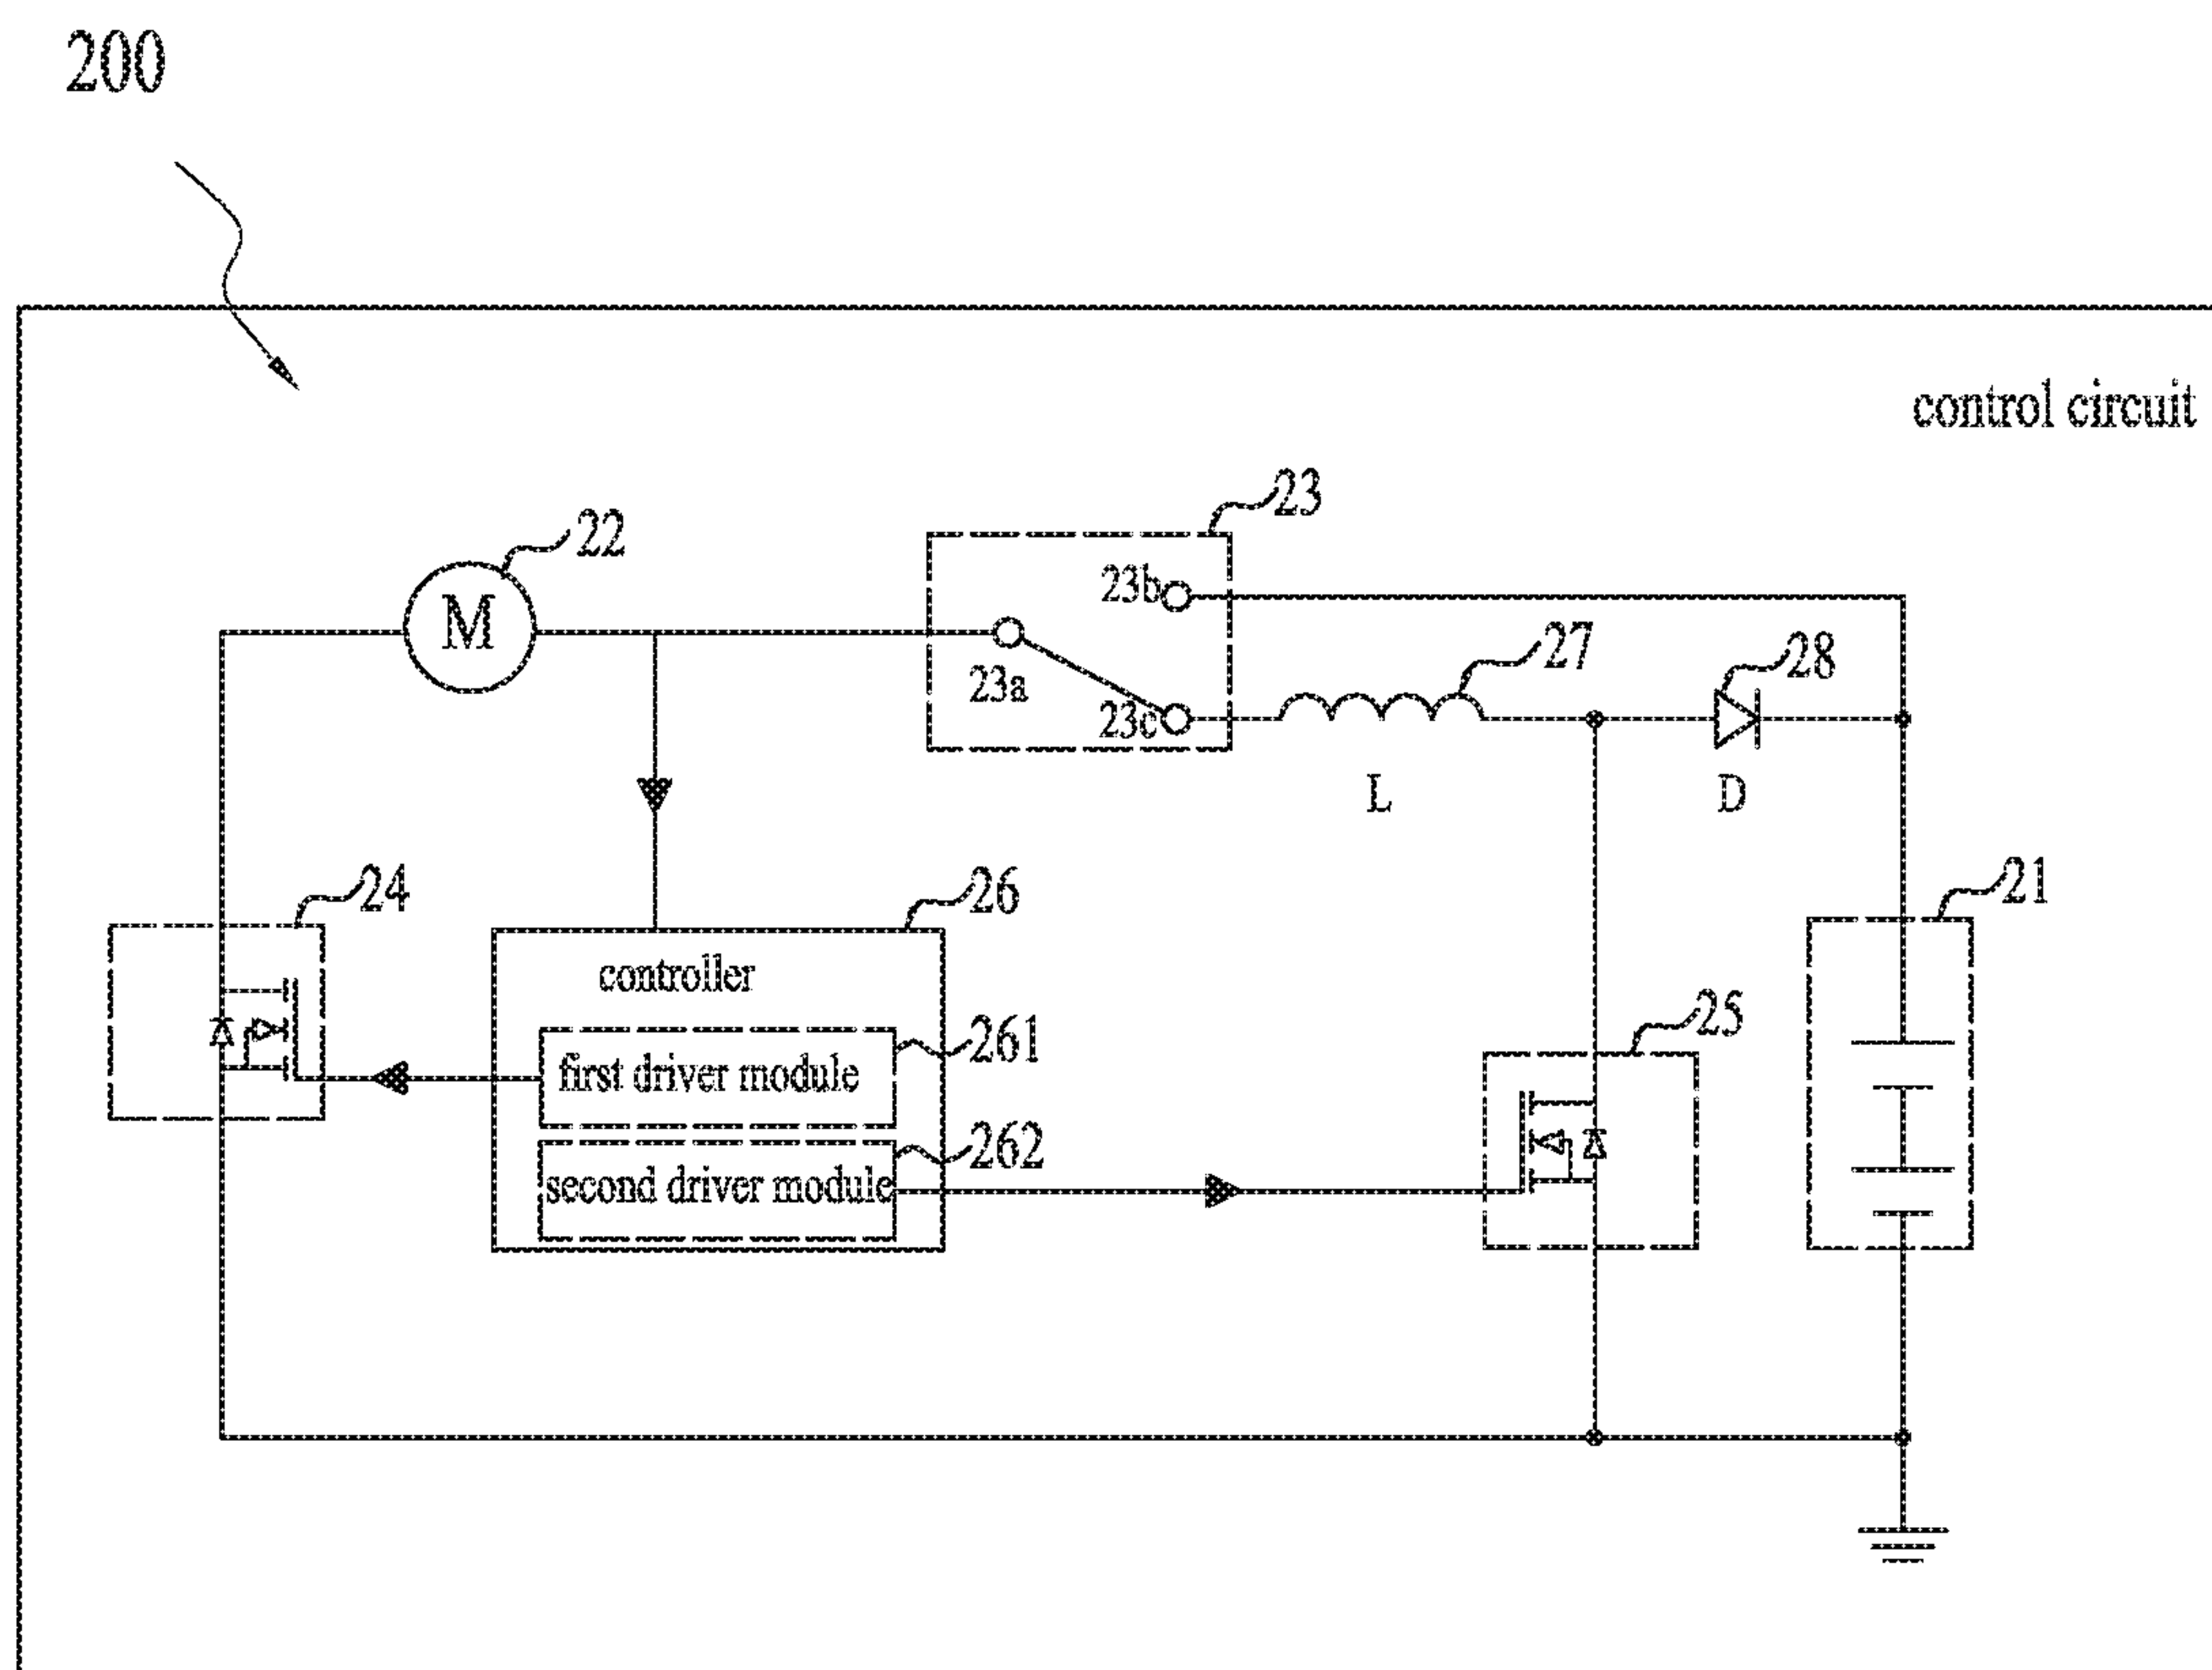 200
control circuit
23
22
23b
M
27
28
23a
23c
L
D
24
26
21
controller
25
261
first driver module
262
second driver module